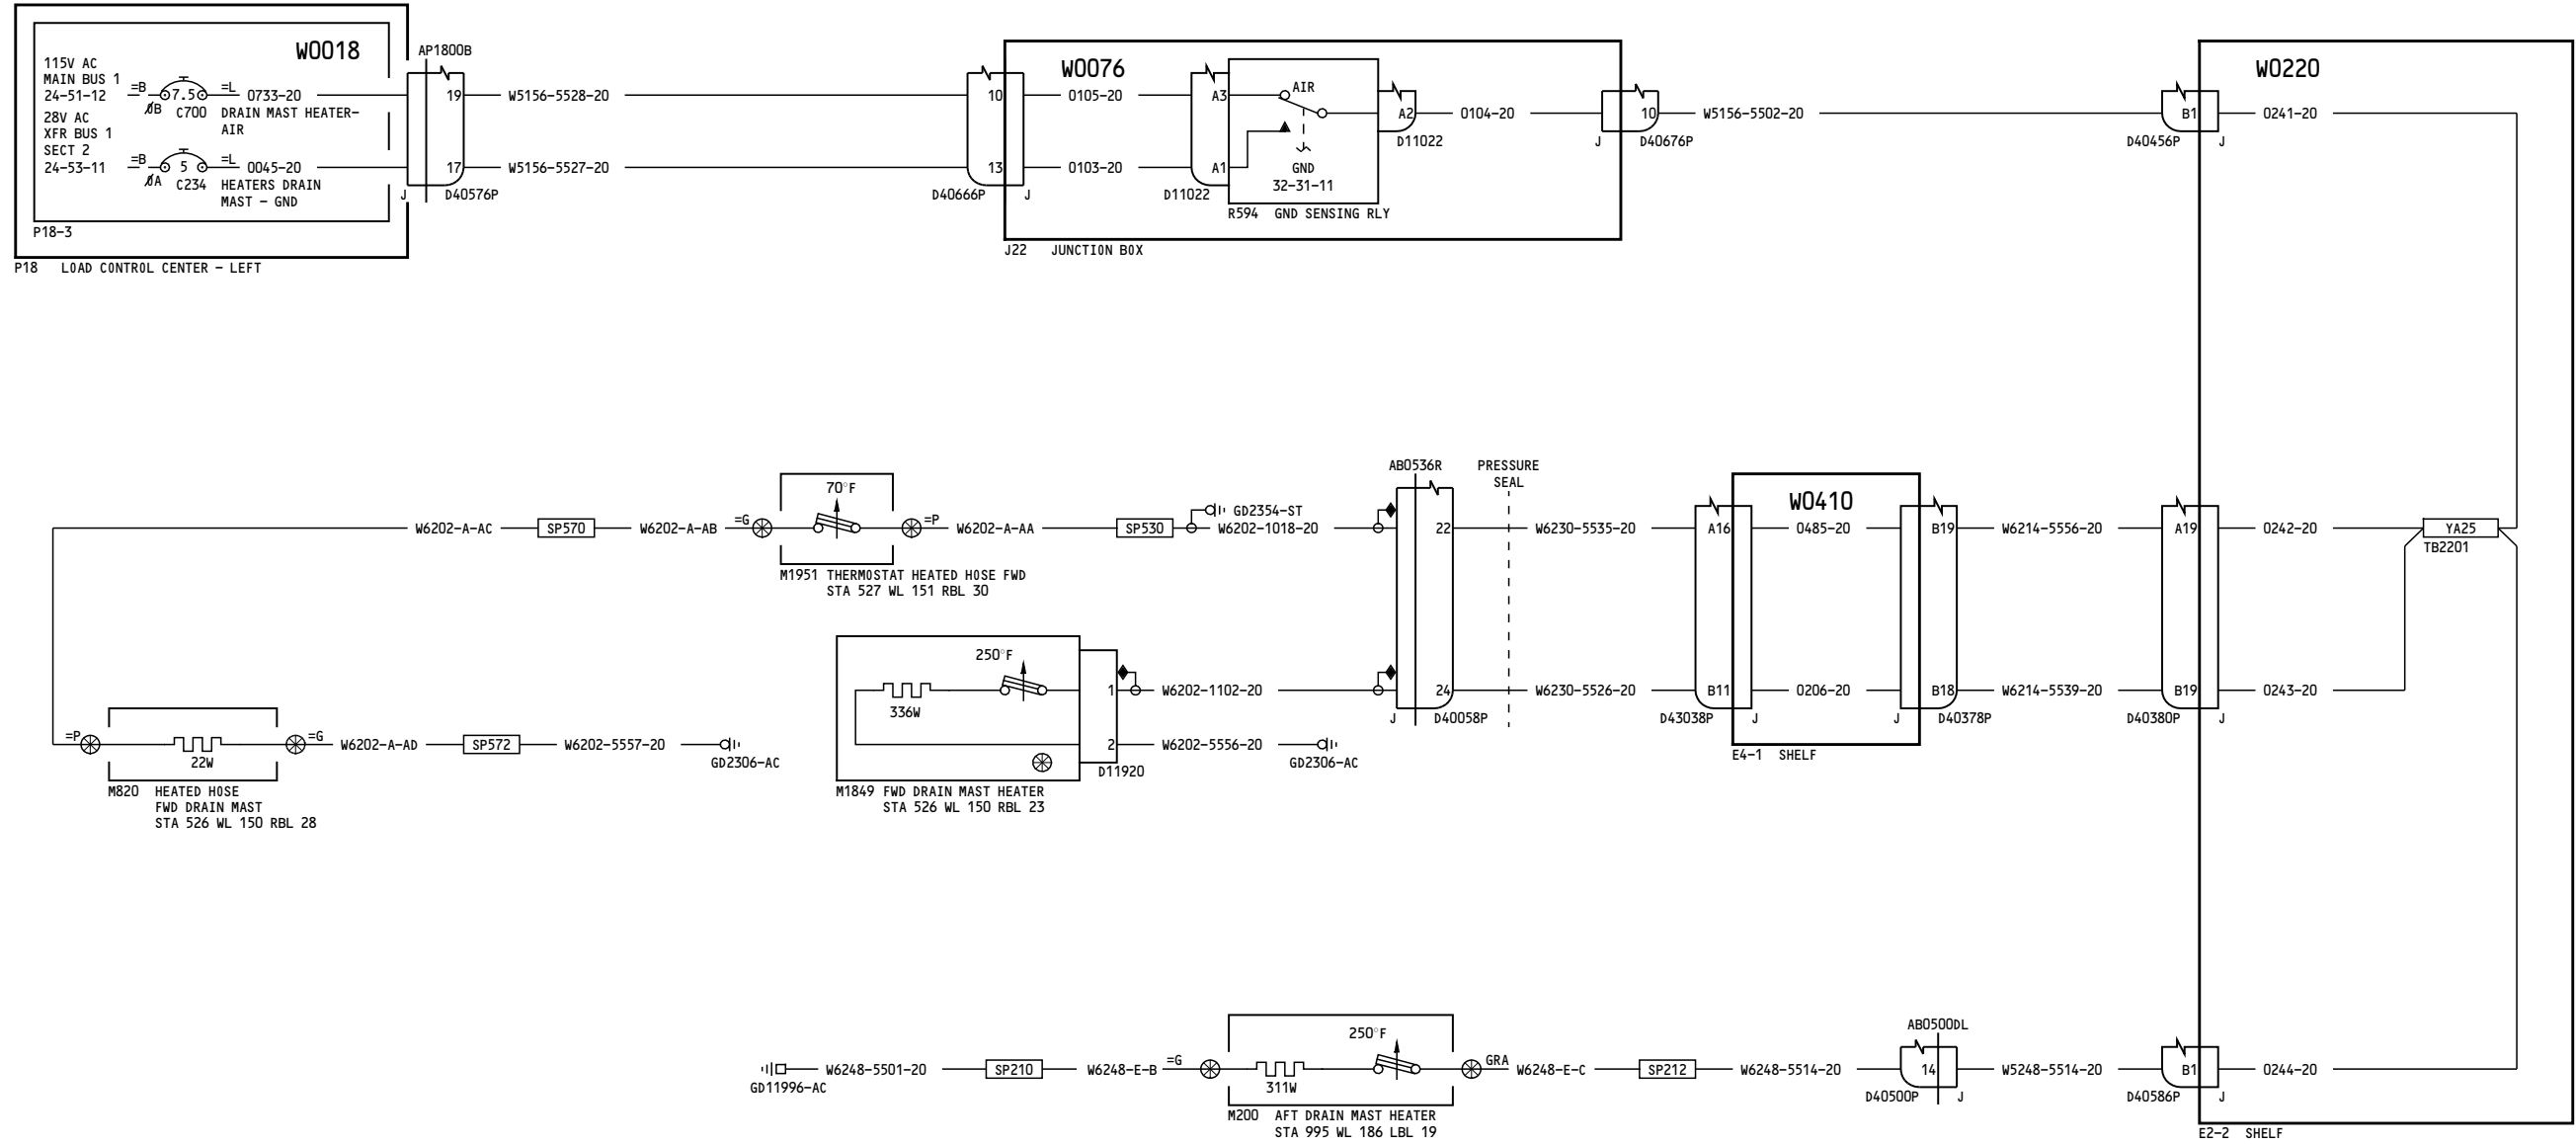 W0018
AP1800B
115V AC
MAIN BUS 1
24-51-12
=B
ØB
7.5
C700
=L
0733-20
DRAIN MAST HEATER-
AIR
28V AC
XFR BUS 1
SECT 2
24-53-11
=B
ØA
5
C234
=L
0045-20
HEATERS DRAIN
MAST - GND
P18-3
P18 LOAD CONTROL CENTER - LEFT
19
17
J
D40576P
W5156-5528-20
W5156-5527-20
10
13
D40666P
J
W0076
0105-20
0103-20
A3
A1
D11022
AIR
GND
32-31-11
R594 GND SENSING RLY
A2
D11022
0104-20
J
10
D40676P
J22 JUNCTION BOX
W5156-5502-20
B1
D40456P
J
W0220
0241-20
W6202-A-AC
SP570
W6202-A-AB
=G
70°F
=P
W6202-A-AA
SP530
GD2354-ST
W6202-1018-20
M1951 THERMOSTAT HEATED HOSE FWD
STA 527 WL 151 RBL 30
AB0536R
PRESSURE
SEAL
22
24
J
D40058P
W6230-5535-20
W6230-5526-20
A16
B11
D43038P
J
W0410
0485-20
0206-20
B19
B18
J
D40378P
E4-1 SHELF
W6214-5556-20
W6214-5539-20
A19
B19
D40380P
J
0242-20
0243-20
YA25
TB2201
250°F
336W
1
2
D11920
W6202-1102-20
W6202-5556-20
GD2306-AC
M1849 FWD DRAIN MAST HEATER
STA 526 WL 150 RBL 23
=P
22W
=G
W6202-A-AD
SP572
W6202-5557-20
GD2306-AC
M820 HEATED HOSE
FWD DRAIN MAST
STA 526 WL 150 RBL 28
GD11996-AC
W6248-5501-20
SP210
W6248-E-B
=G
250°F
311W
GRA
W6248-E-C
SP212
W6248-5514-20
M200 AFT DRAIN MAST HEATER
STA 995 WL 186 LBL 19
AB0500DL
14
D40500P
J
W5248-5514-20
B1
D40586P
J
0244-20
E2-2 SHELF